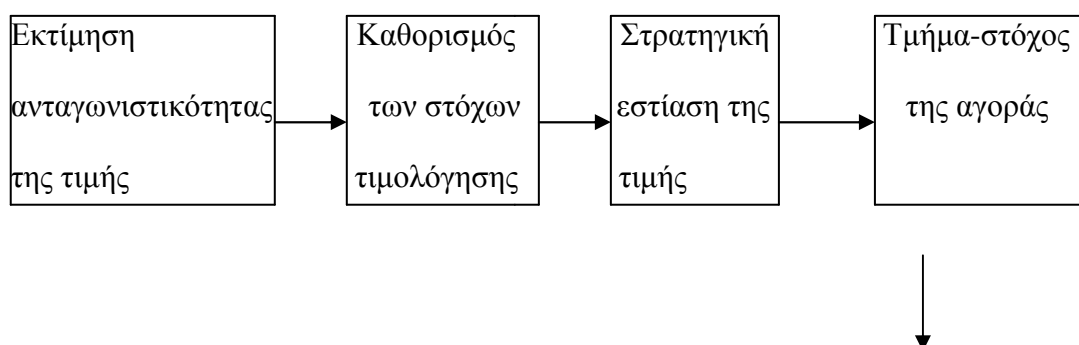 Εκτίμηση
ανταγωνιστικότητας
της τιμής
Καθορισμός
των στόχων
τιμολόγησης
Στρατηγική
εστίαση της
τιμής
Τμήμα-στόχος
της αγοράς